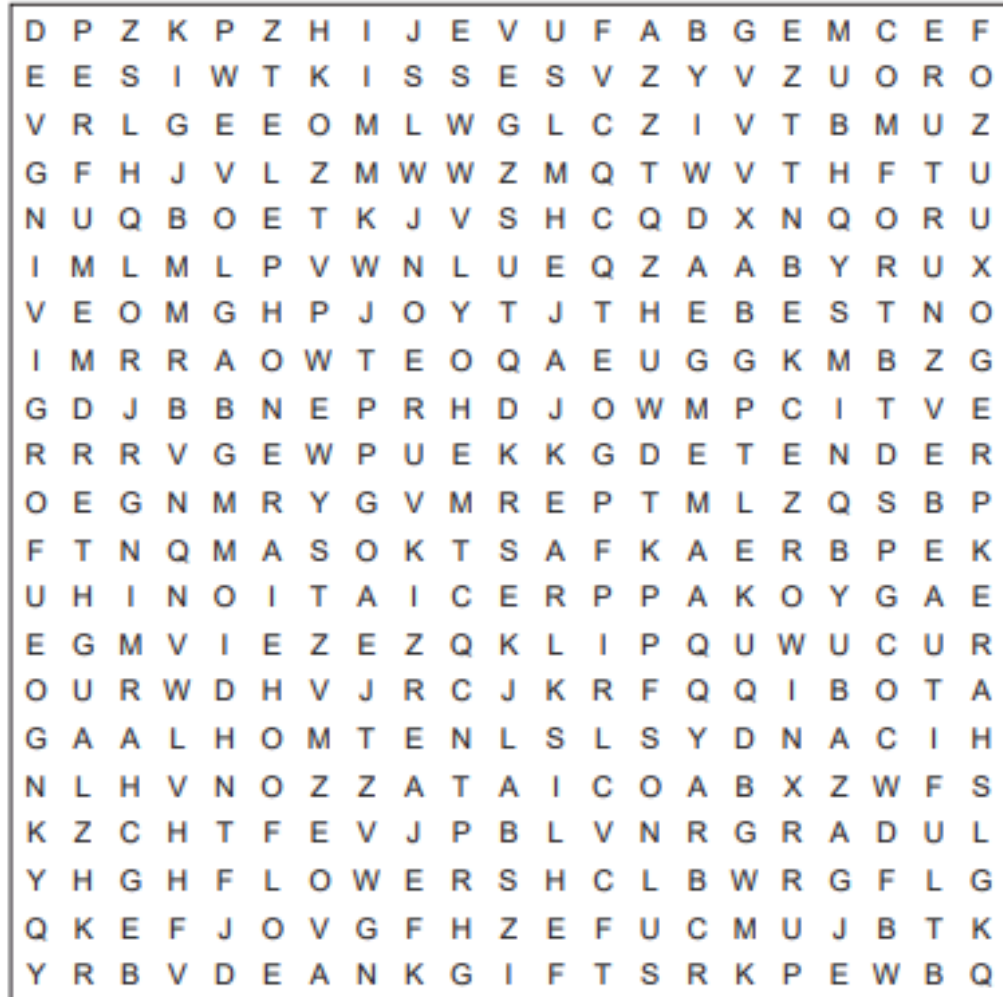 D P Z K P Z H I J E V U F A B G E M C E F
E E S I W T K I S S E S V Z Y V Z U O R O
V R L G E E O M L W G L C Z I V T B M U Z
G F H J V L Z M W W Z M Q T W V T H F T U
N U Q B O E T K J V S H C Q D X N Q O R U
I M L M L P V W N L U E Q Z A A B Y R U X
V E O M G H P J O Y T J T H E B E S T N O
I M R R A O W T E O Q A E U G G K M B Z G
G D J B B N E P R H D J O W M P C I T V E
R R R V G E W P U E K K G D E T E N D E R
O E G N M R Y G V M R E P T M L Z Q S B P
F T N Q M A S O K T S A F K A E R B P E K
U H I N O I T A I C E R P P A K O Y G A E
E G M V I E Z E Z Q K L I P Q U W U C U R
O U R W D H V J R C J K R F Q Q I B O T A
G A A L H O M T E N L S L S Y D N A C I H
N L H V N O Z Z A T A I C O A B X Z W F S
K Z C H T F E V J P B L V N R G R A D U L
Y H G H F L O W E R S H C L B W R G F L G
Q K E F J O V G F H Z E F U C M U J B T K
Y R B V D E A N K G I F T S R K P E W B Q